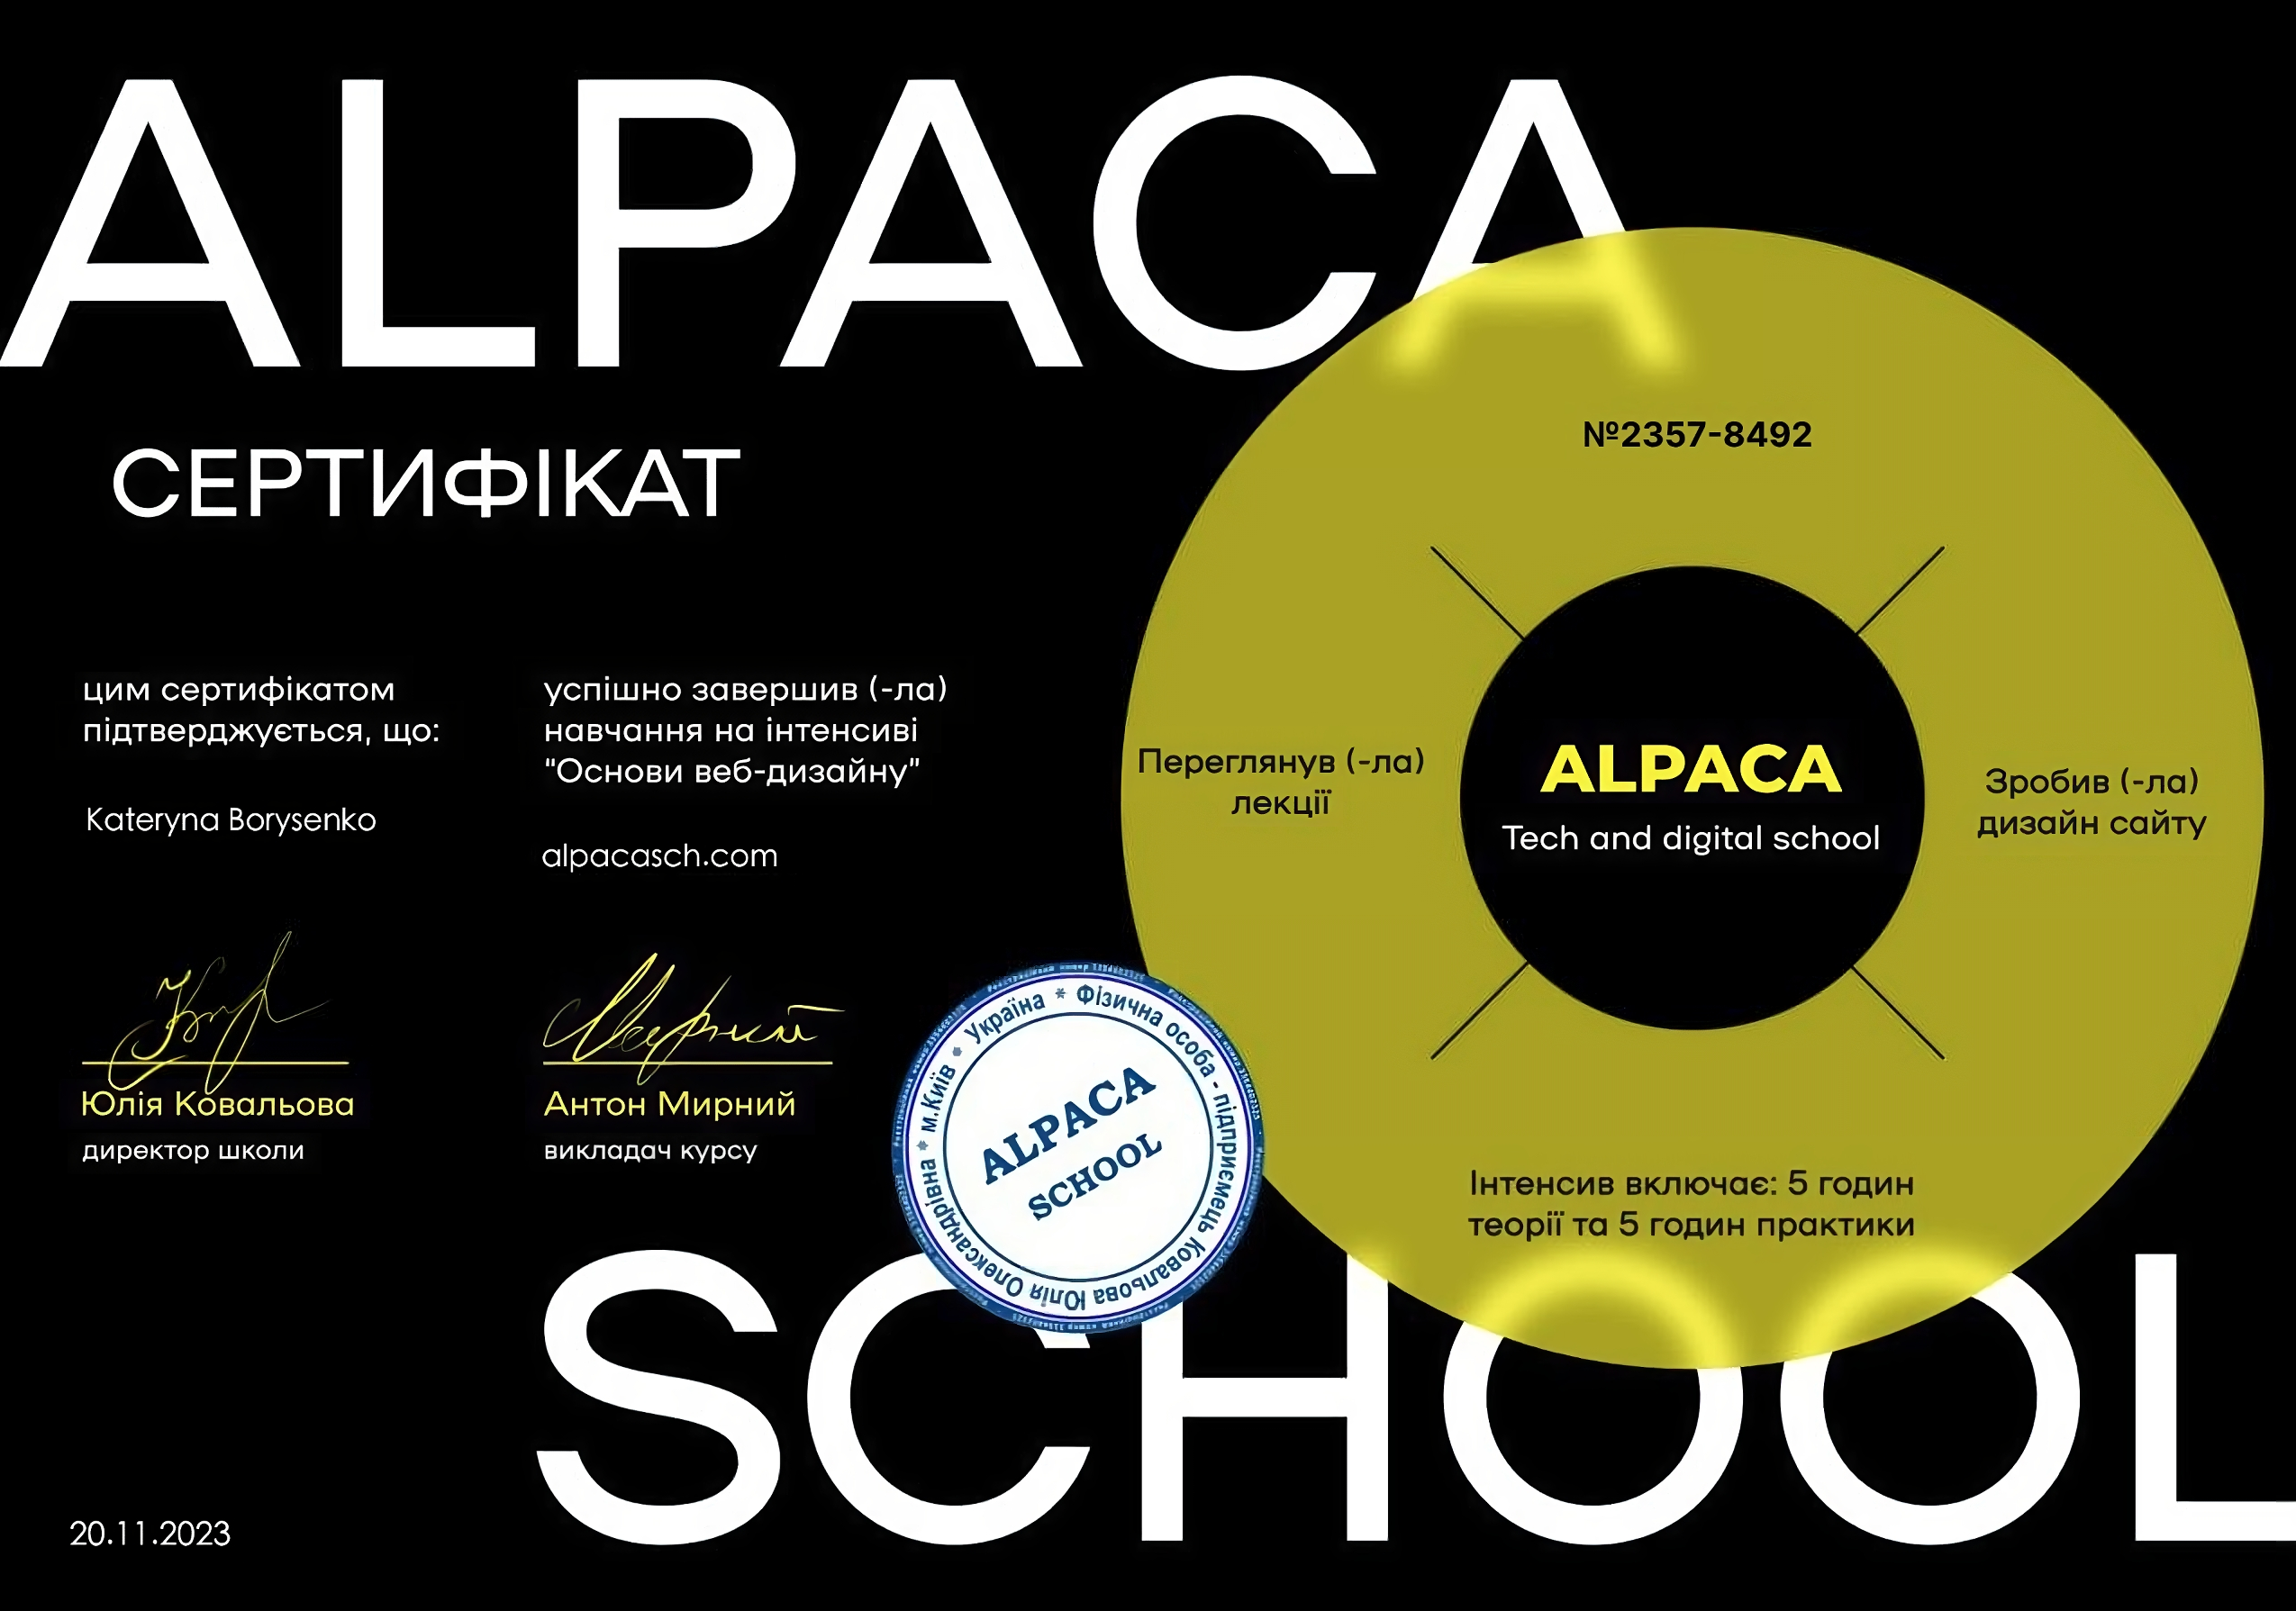 ALPACA
СЕРТИФІКАТ
цим сертифікатом
підтверджується, що:
Kateryna Borysenko
успішно завершив (-ла)
навчання на інтенсиві
“Основи веб-дизайну”
alpacasch.com
Юлія Ковальова
директор школи
Антон Мирний
викладач курсу
№2357-8492
Переглянув (-ла)
лекції
ALPACA
Tech and digital school
Зробив (-ла)
дизайн сайту
Інтенсив включає: 5 годин
теорії та 5 годин практики
Україна * Фізична особа - підприємець Ковальова Юлія Олександрівна * м.Київ *
ALPACA
SCHOOL
SCHOOL
20.11.2023